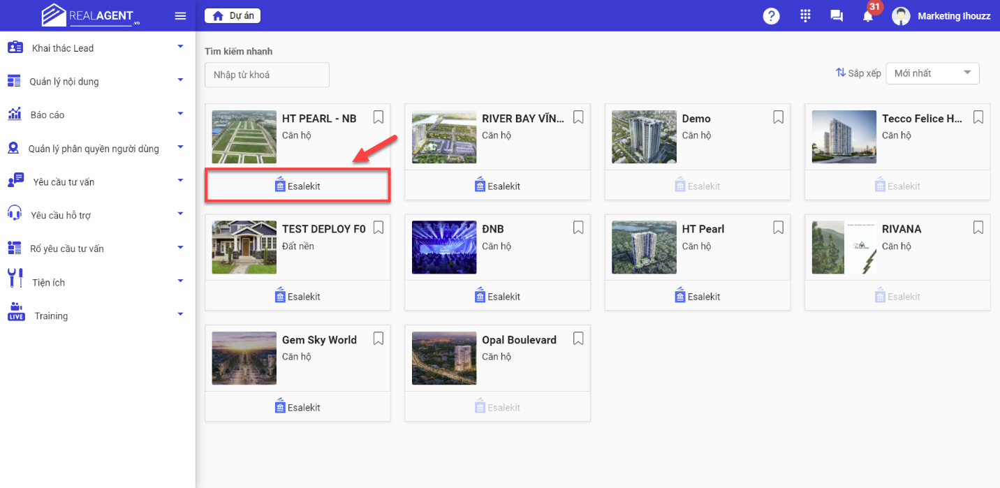 REALAGENT.vn
Dự án
?
31
Marketing Ihouzz
Khai thác Lead
Quản lý nội dung
Báo cáo
Quản lý phân quyền người dùng
Yêu cầu tư vấn
Yêu cầu hỗ trợ
Rổ yêu cầu tư vấn
Tiện ích
LIVE
Training
Tìm kiếm nhanh
Nhập từ khoá
Sắp xếp
Mới nhất
HT PEARL - NB
Căn hộ
Esalekit
RIVER BAY VĨN...
Căn hộ
Esalekit
Demo
Căn hộ
Esalekit
Tecco Felice H...
Căn hộ
Esalekit
TEST DEPLOY F0
Đất nền
Esalekit
ĐNB
Căn hộ
Esalekit
HT Pearl
Căn hộ
Esalekit
RIVANA
Căn hộ
Esalekit
Gem Sky World
Căn hộ
Esalekit
Opal Boulevard
Căn hộ
Esalekit